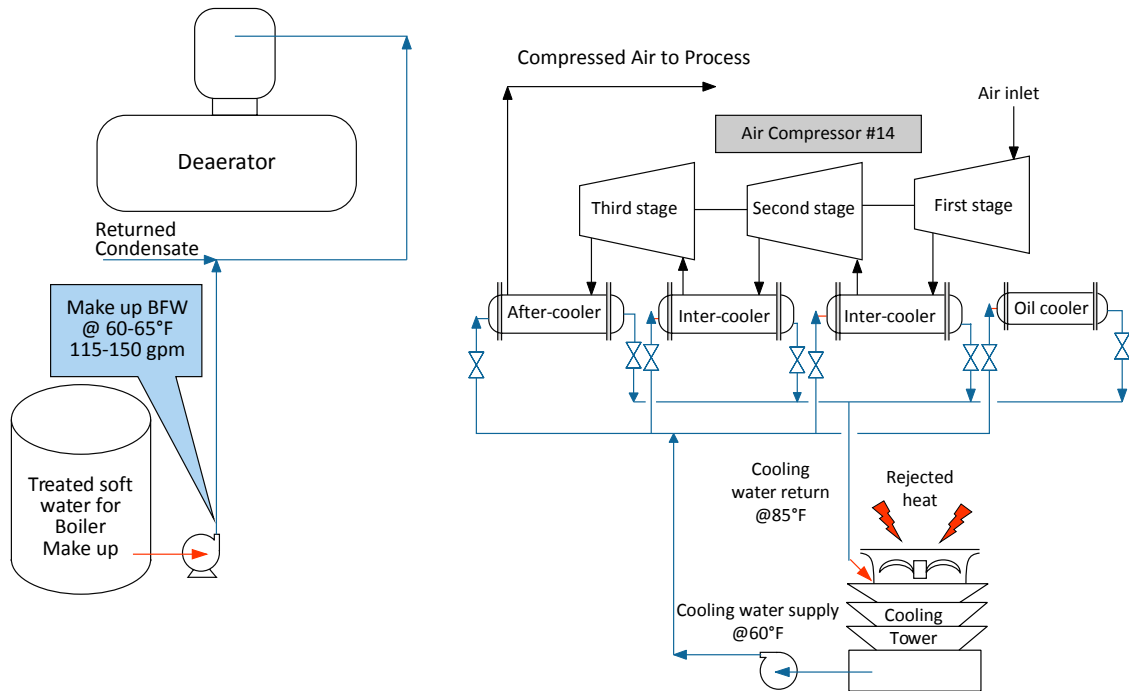 Deaerator
Returned
Condensate
Make up BFW
@ 60-65°F
115-150 gpm
Treated soft
water for
Boiler
Make up
Compressed Air to Process
Air inlet
Air Compressor #14
Third stage
Second stage
First stage
After-cooler
Inter-cooler
Inter-cooler
Oil cooler
Cooling
water return
@85°F
Rejected
heat
Cooling water supply
@60°F
Cooling
Tower